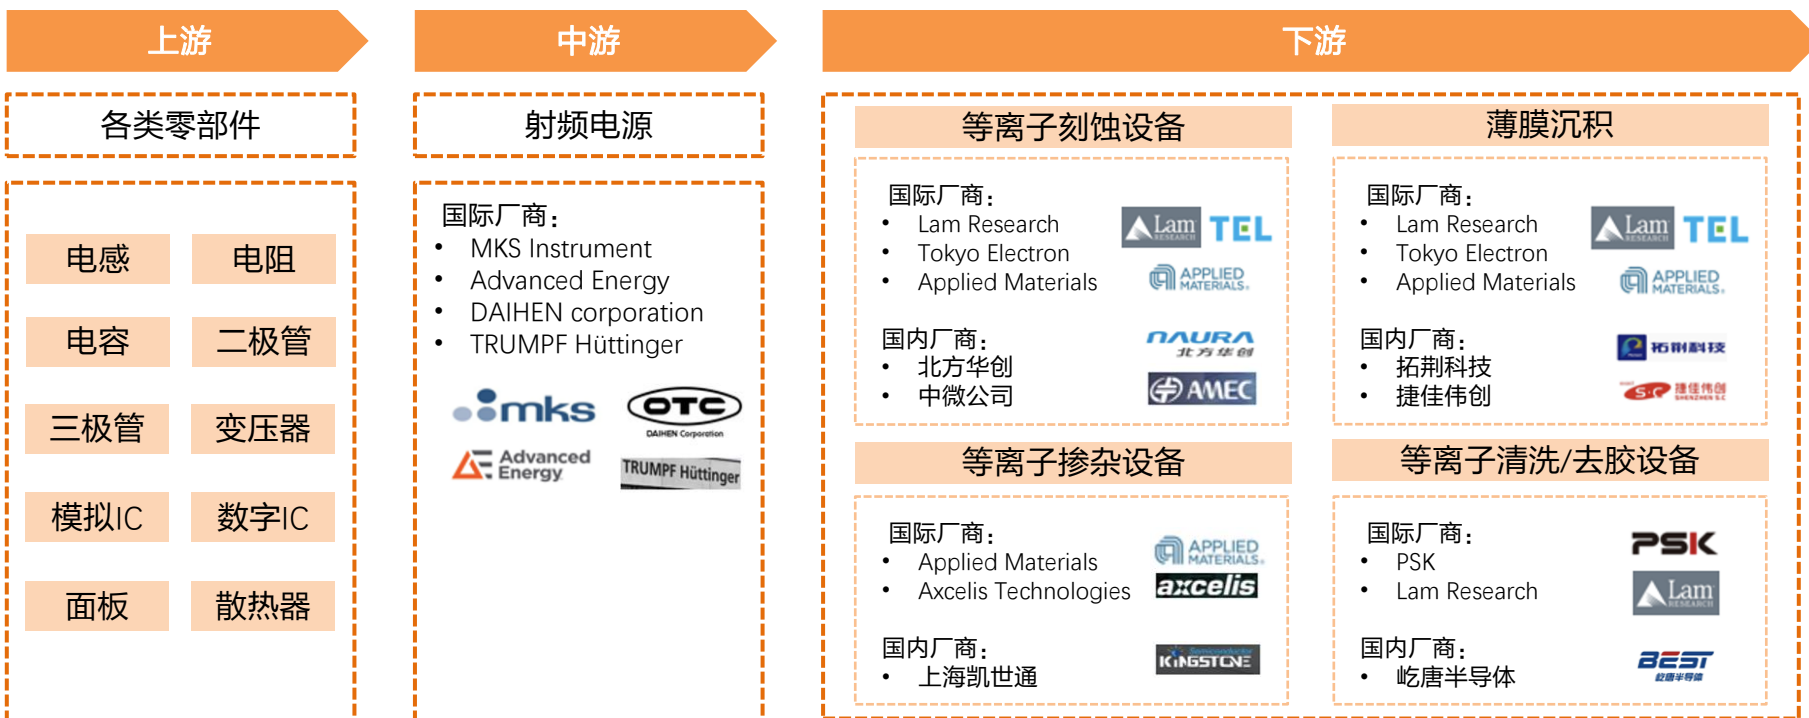 上游
中游
下游
各类零部件
电感
电阻
电容
二极管
三极管
变压器
模拟IC
数字IC
面板
散热器
射频电源
国际厂商：
• MKS Instrument
• Advanced Energy
• DAIHEN corporation
• TRUMPF Hüttinger
mks
OTC
DAIHEN Corporation
Advanced
Energy
TRUMPF Hüttinger
等离子刻蚀设备
国际厂商：
• Lam Research
• Tokyo Electron
• Applied Materials
Lam
RESEARCH
TEL
APPLIED
MATERIALS
国内厂商：
• 北方华创
• 中微公司
NAURA
北方华创
AMEC
薄膜沉积
国际厂商：
• Lam Research
• Tokyo Electron
• Applied Materials
Lam
RESEARCH
TEL
APPLIED
MATERIALS
国内厂商：
• 拓荆科技
• 捷佳伟创
拓荆科技
S.C
捷佳伟创
SHENZHEN S.C
等离子掺杂设备
国际厂商：
• Applied Materials
• Axcelis Technologies
APPLIED
MATERIALS
axcelis
国内厂商：
• 上海凯世通
Semiconductor
KINGSTONE
等离子清洗/去胶设备
国际厂商：
• PSK
• Lam Research
PSK
Lam
RESEARCH
国内厂商：
• 屹唐半导体
BEST
屹唐半导体